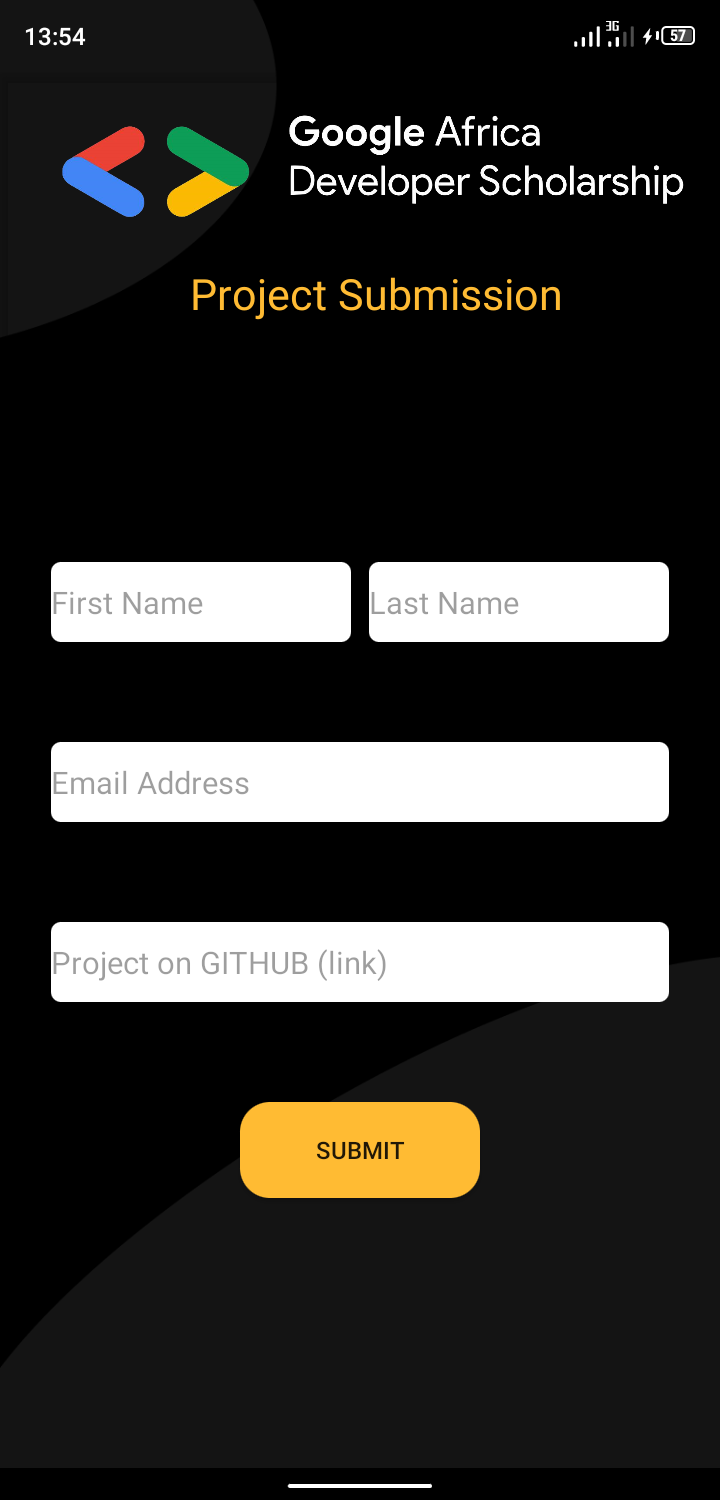 13:54
3G
57
Google Africa
Developer Scholarship
Project Submission
First Name
Last Name
Email Address
Project on GITHUB (link)
SUBMIT